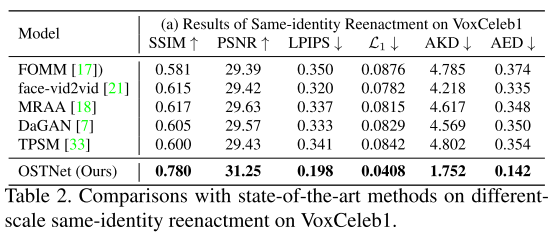 (a) Results of Same-identity Reenactment on VoxCeleb1
Model SSIM ↑ PSNR ↑ LPIPS ↓ L1 ↓ AKD ↓ AED ↓
FOMM [17]) 0.581 29.39 0.350 0.0876 4.785 0.374
face-vid2vid [21] 0.615 29.42 0.320 0.0782 4.218 0.335
MRAA [18] 0.617 29.63 0.337 0.0815 4.617 0.348
DaGAN [7] 0.605 29.57 0.333 0.0829 4.569 0.350
TPSM [33] 0.600 29.43 0.341 0.0842 4.802 0.354
OSTNet (Ours) 0.780 31.25 0.198 0.0408 1.752 0.142
Table 2. Comparisons with state-of-the-art methods on different-
scale same-identity reenactment on VoxCeleb1.